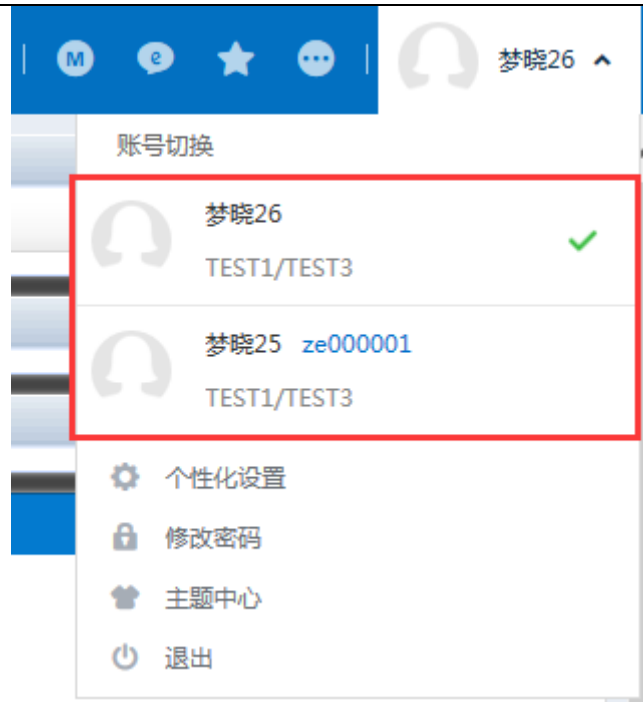 M e
梦晓26
账号切换
梦晓26
TEST1/TEST3
梦晓25 ze000001
TEST1/TEST3
个性化设置
修改密码
主题中心
退出